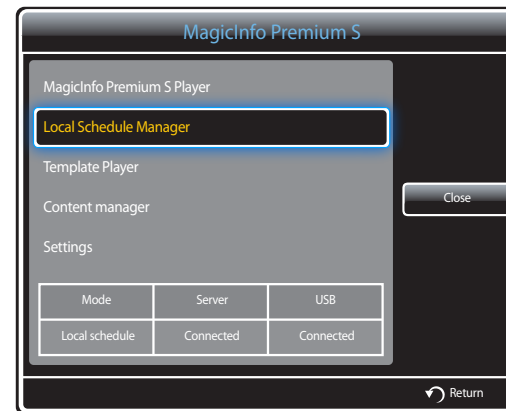 MagicInfo Premium S
MagicInfo Premium S Player
Local Schedule Manager
Template Player
Content manager
Settings
Close
Mode Server USB
Local schedule Connected Connected
Return